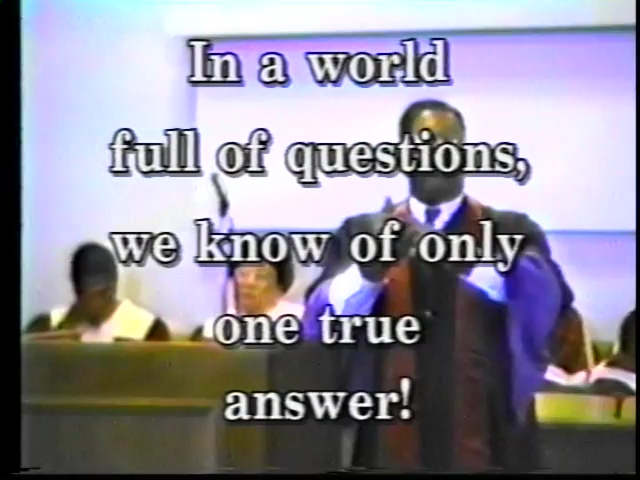 In a world
full of questions,
we know of only
one true
answer!